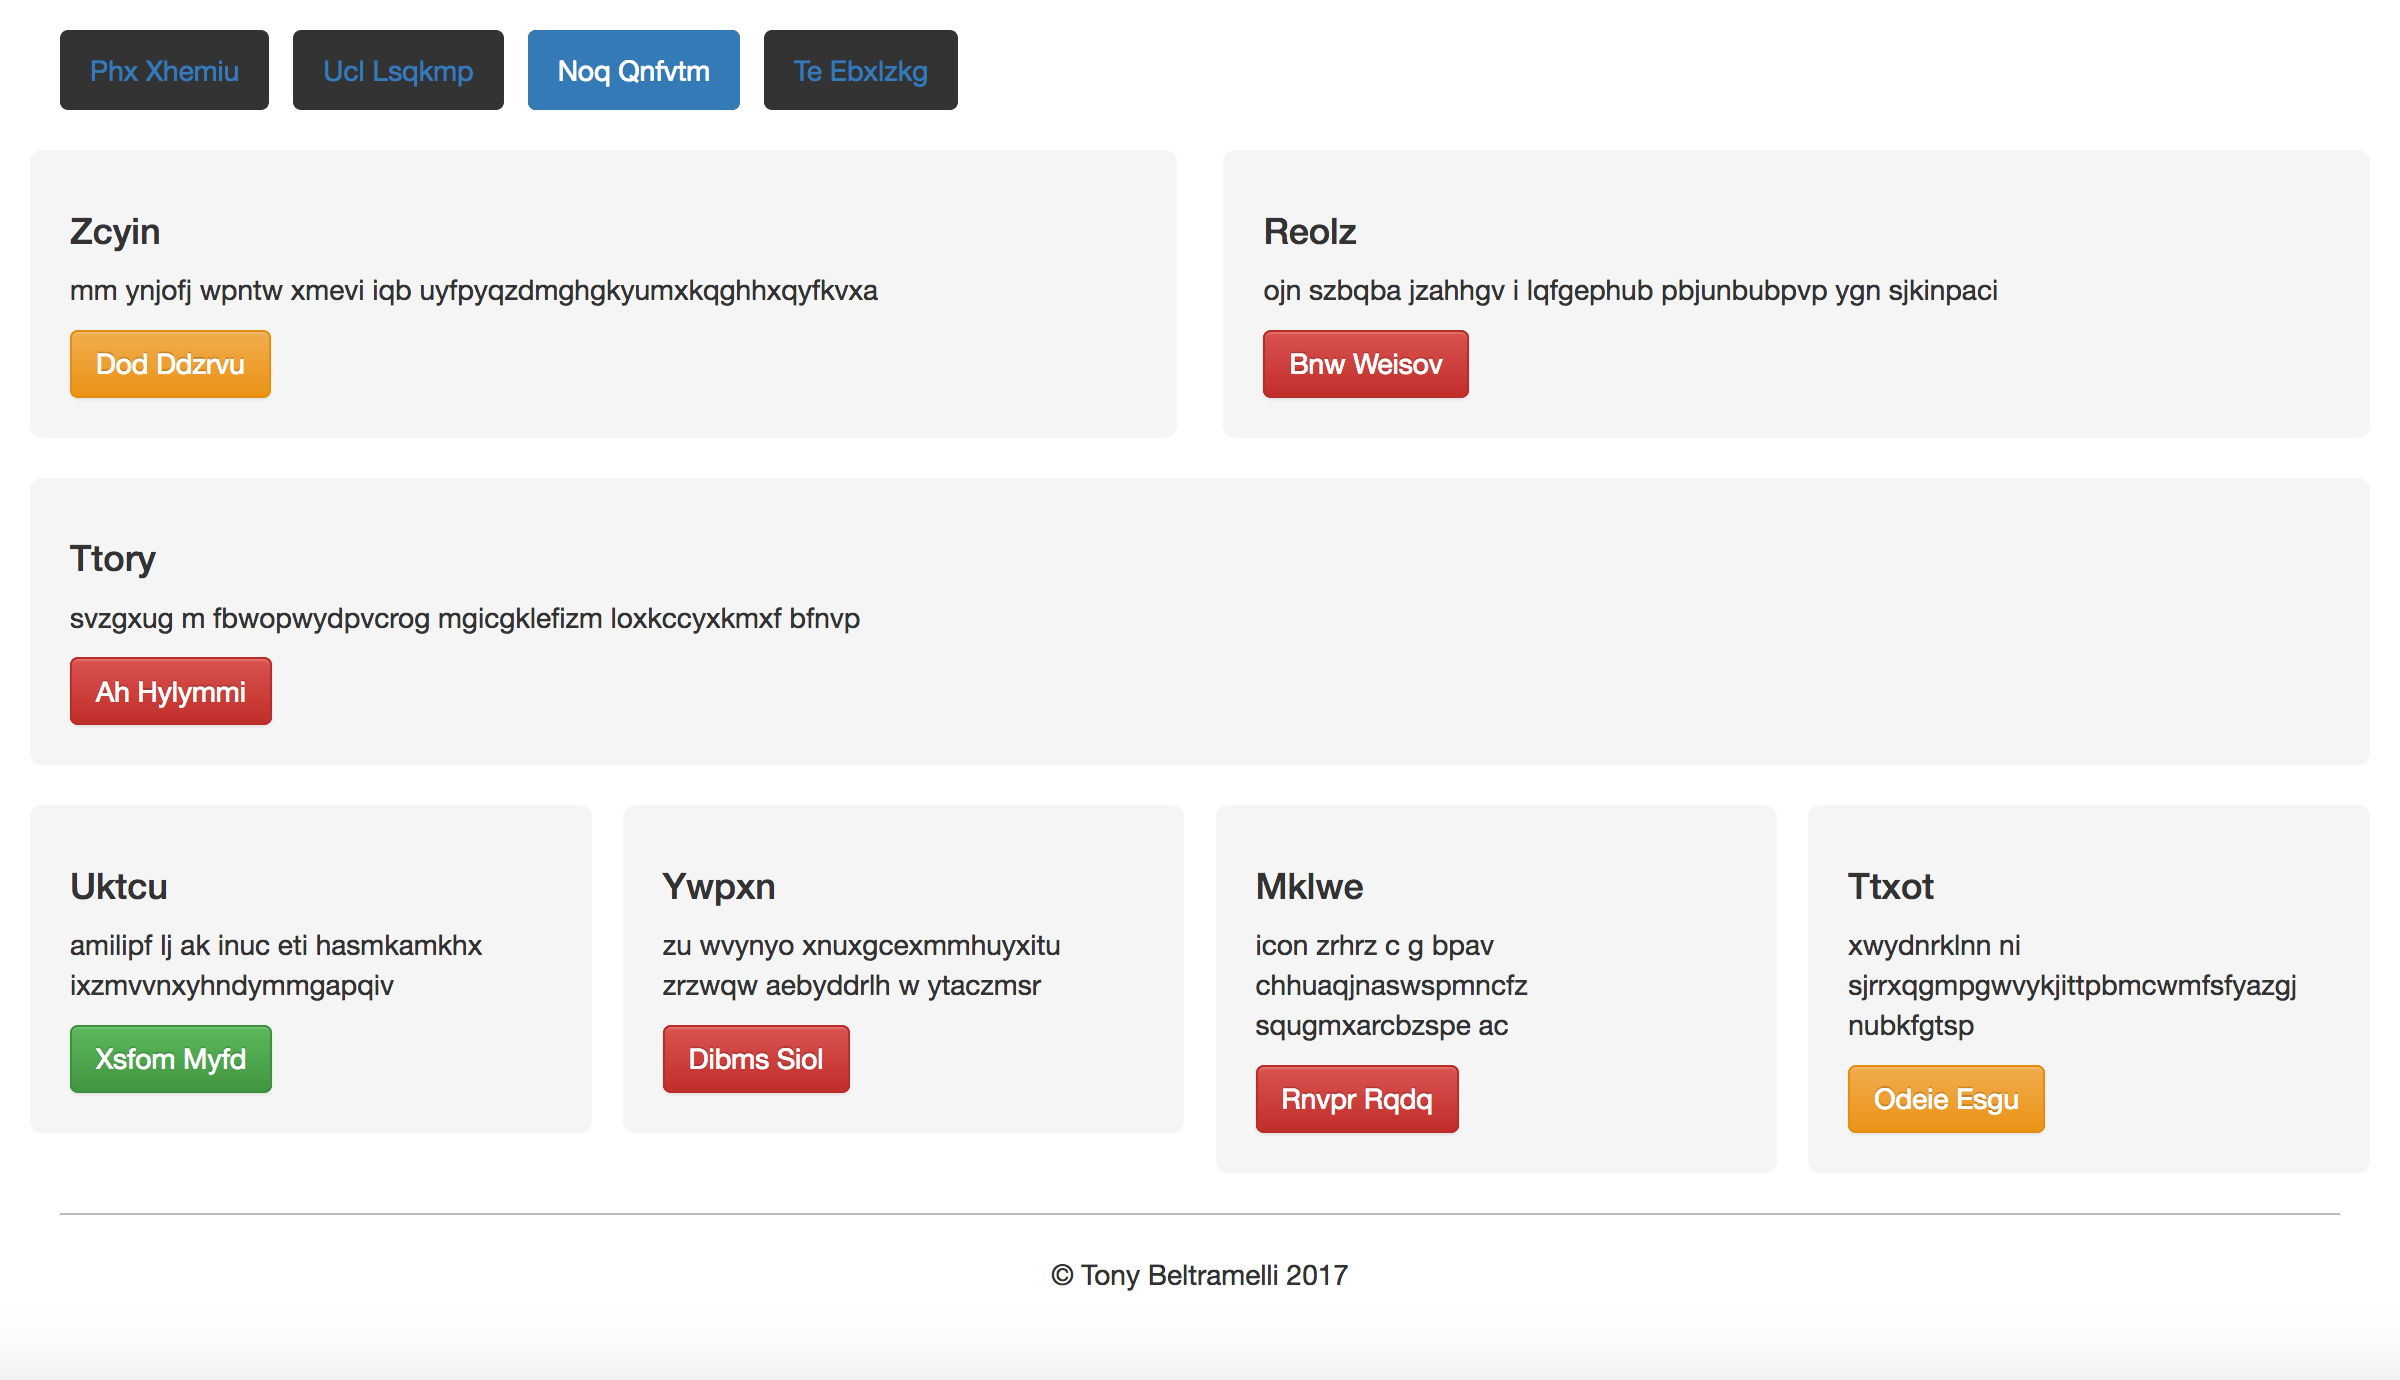 Phx Xhemiu
Ucl Lsqkmp
Noq Qnfvtm
Te Ebxlzkg
Zcyin
mm ynjofj wpntw xmevi iqb uyfpyqzdmghgkyumxkqghhxqyfkvxa
Dod Ddzrvu
Reolz
ojn szbqba jzahhgv i lqfgephub pbjunbubpvp ygn sjkinpaci
Bnw Weisov
Ttory
svzgxug m fbwopwydpvcrog mgicgklefizm loxkccyxkmxf bfnvp
Ah Hylymmi
Uktcu
amilipf lj ak inuc eti hasmkamkhx
ixzmvvnxyhndymmgapqiv
Xsfom Myfd
Ywpxn
zu wvynyo xnuxgcexmmhuyxitu
zrzwqw aebyddrlh w ytaczmsr
Dibms Siol
Mklwe
icon zrhrz c g bpav
chhuaqjnaswspmncfz
squgmxarcbzspe ac
Rnvpr Rqdq
Ttxot
xwydnrklnn ni
sjrrxqgmpgwvykjittpbmcwmfsfyazgj
nubkfgtsp
Odeie Esgu
© Tony Beltramelli 2017